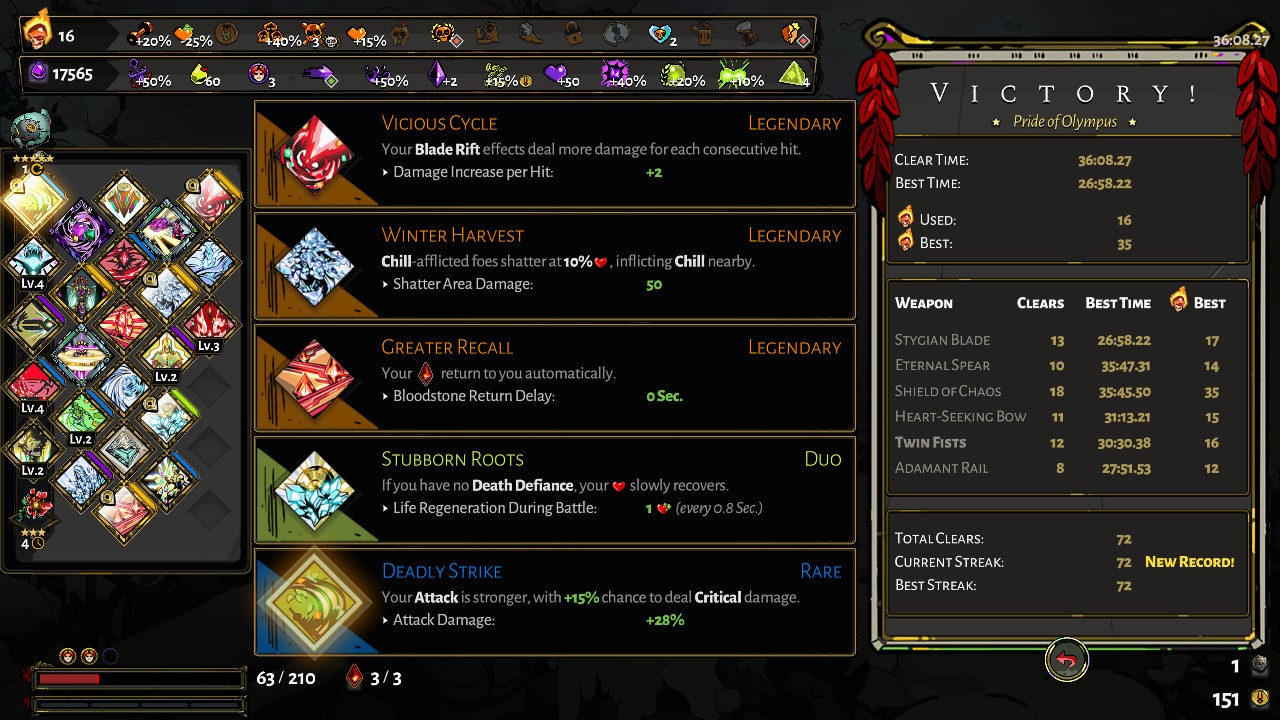 16
+20%
25%
+40%
3
+15%
2
17565
+50%
60
3
+50%
+2
+15%
+50
+40%
+20%
+10%
4
36:08.27
1
Lv.4
Lv.3
Lv.2
Lv.4
Lv.2
Lv.2
4
VICIOUS CYCLE LEGENDARY
Your Blade Rift effects deal more damage for each consecutive hit.
‣ Damage Increase per Hit: +2
WINTER HARVEST LEGENDARY
Chill-afflicted foes shatter at 10% , inflicting Chill nearby.
‣ Shatter Area Damage: 50
GREATER RECALL LEGENDARY
Your return to you automatically.
‣ Bloodstone Return Delay: 0 Sec.
STUBBORN ROOTS DUO
If you have no Death Defiance, your slowly recovers.
‣ Life Regeneration During Battle: 1 (every 0.8 Sec.)
DEADLY STRIKE RARE
Your Attack is stronger, with +15% chance to deal Critical damage.
‣ Attack Damage: +28%
63 / 210 3 / 3
VICTORY!
Pride of Olympus
CLEAR TIME: 36:08.27
BEST TIME: 26:58.22
USED: 16
BEST: 35
WEAPON CLEARS BEST TIME BEST
STYGIAN BLADE 13 26:58.22 17
ETERNAL SPEAR 10 35:47.31 14
SHIELD OF CHAOS 18 35:45.50 35
HEART-SEEKING BOW 11 31:13.21 15
TWIN FISTS 12 30:30.38 16
ADAMANT RAIL 8 27:51.53 12
TOTAL CLEARS: 72
CURRENT STREAK: 72 NEW RECORD!
BEST STREAK: 72
1
151